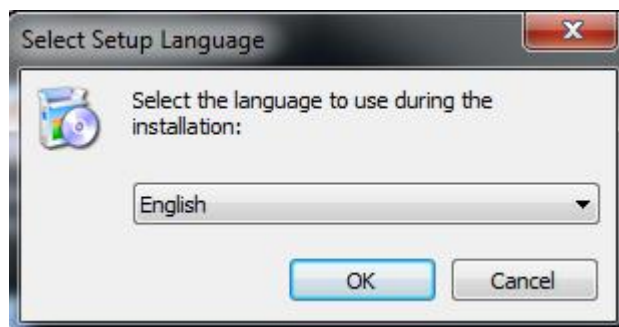 Select Setup Language
Select the language to use during the
installation:
English
OK
Cancel